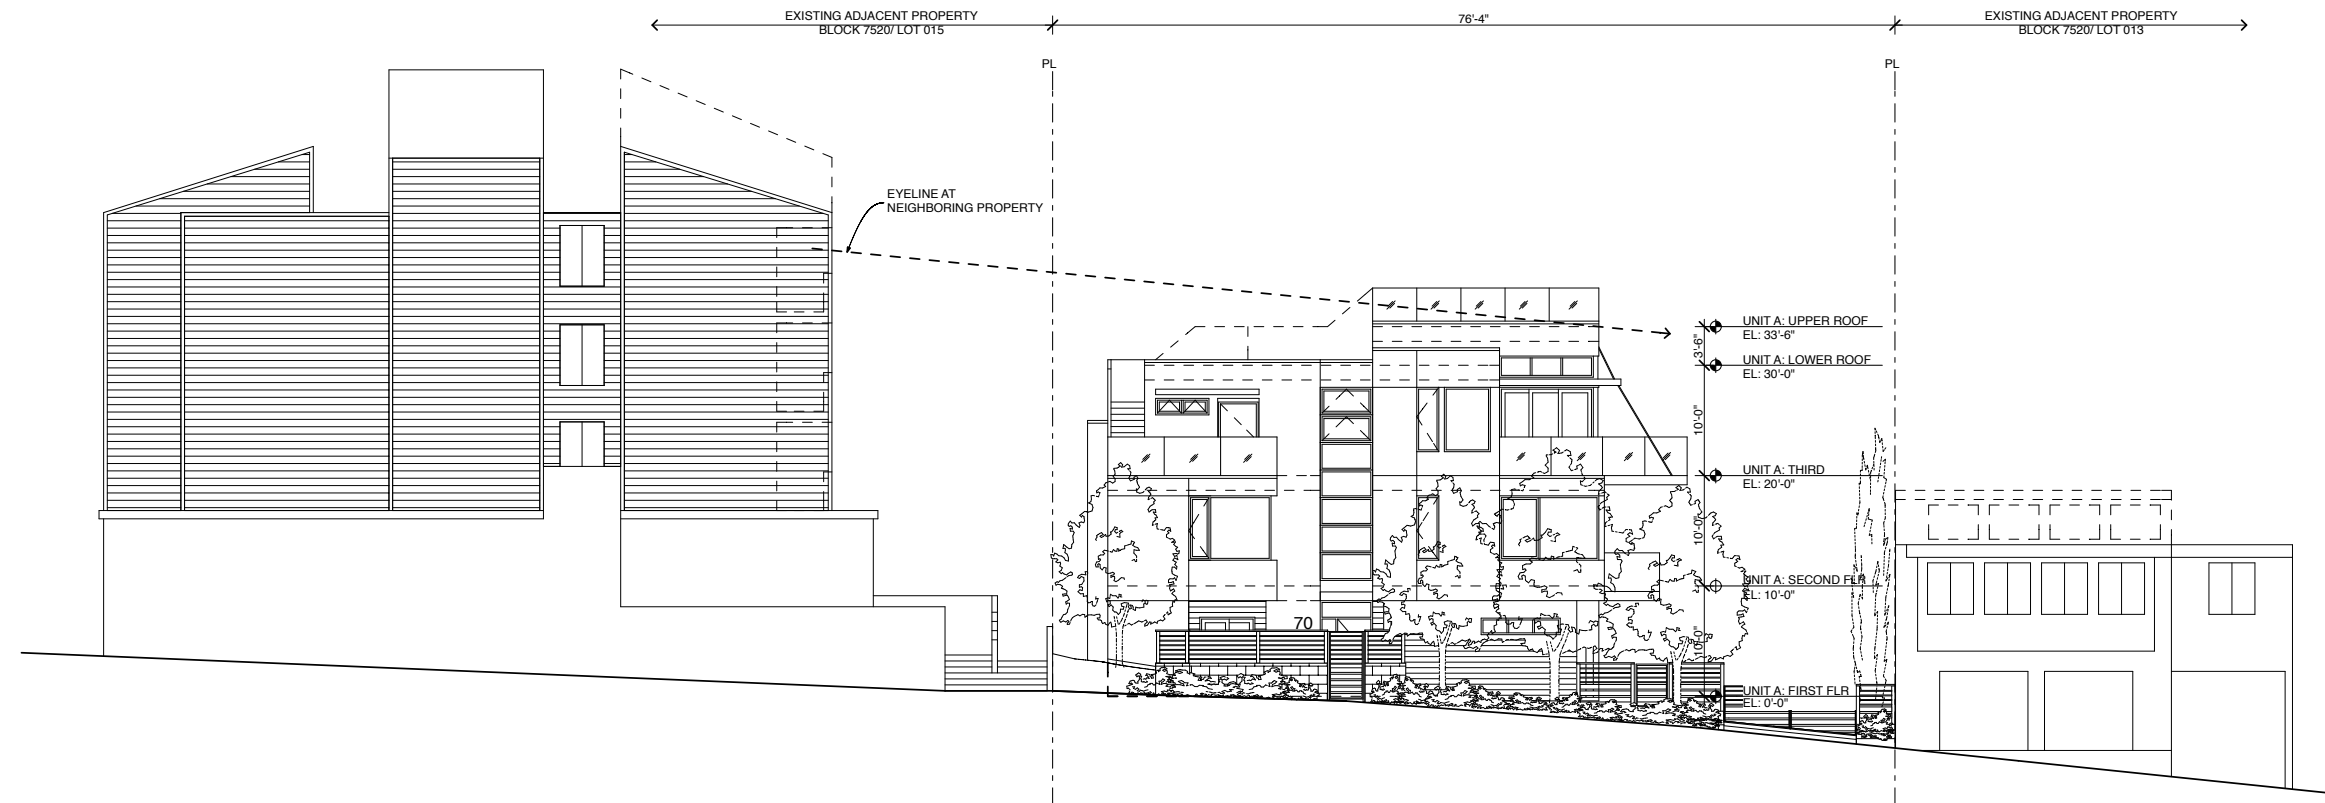 EXISTING ADJACENT PROPERTY
BLOCK 7520/ LOT 015
76'-4"
EXISTING ADJACENT PROPERTY
BLOCK 7520/ LOT 013
PL
PL
EYELINE AT
NEIGHBORING PROPERTY
UNIT A: UPPER ROOF
EL: 33'-6"
3'-6"
UNIT A: LOWER ROOF
EL: 30'-0"
10'-0"
UNIT A: THIRD
EL: 20'-0"
10'-0"
UNIT A: SECOND FLR
EL: 10'-0"
70
10'-0"
UNIT A: FIRST FLR
EL: 0'-0"